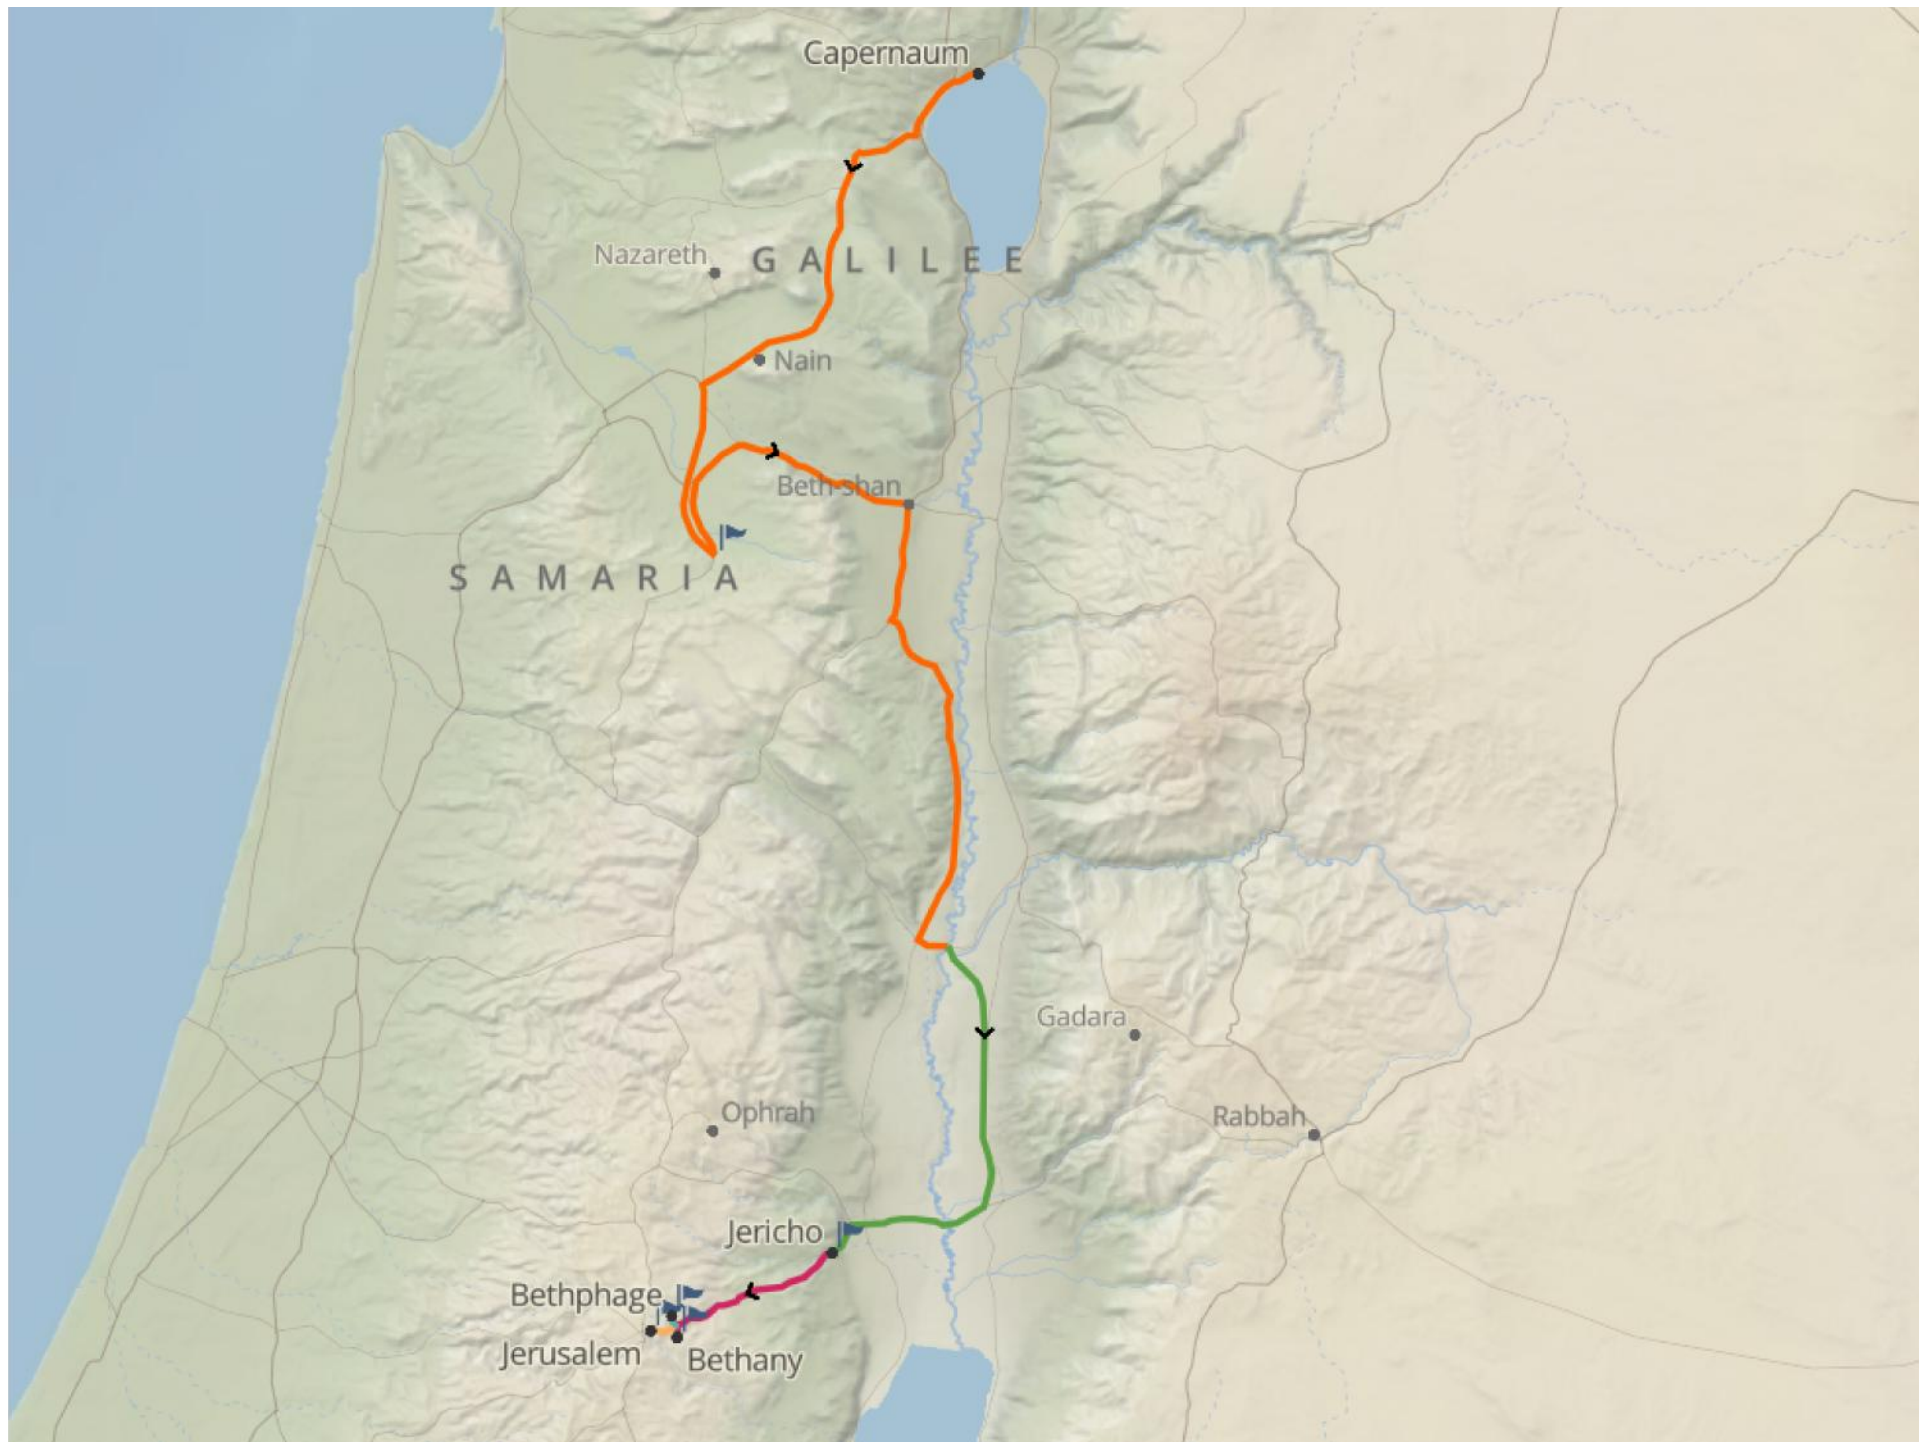 Capernaum
Nazareth
GALILEE
Nain
Beth-shan
SAMARIA
Gadara
Ophrah
Rabbah
Jericho
Bethphage
Jerusalem
Bethany